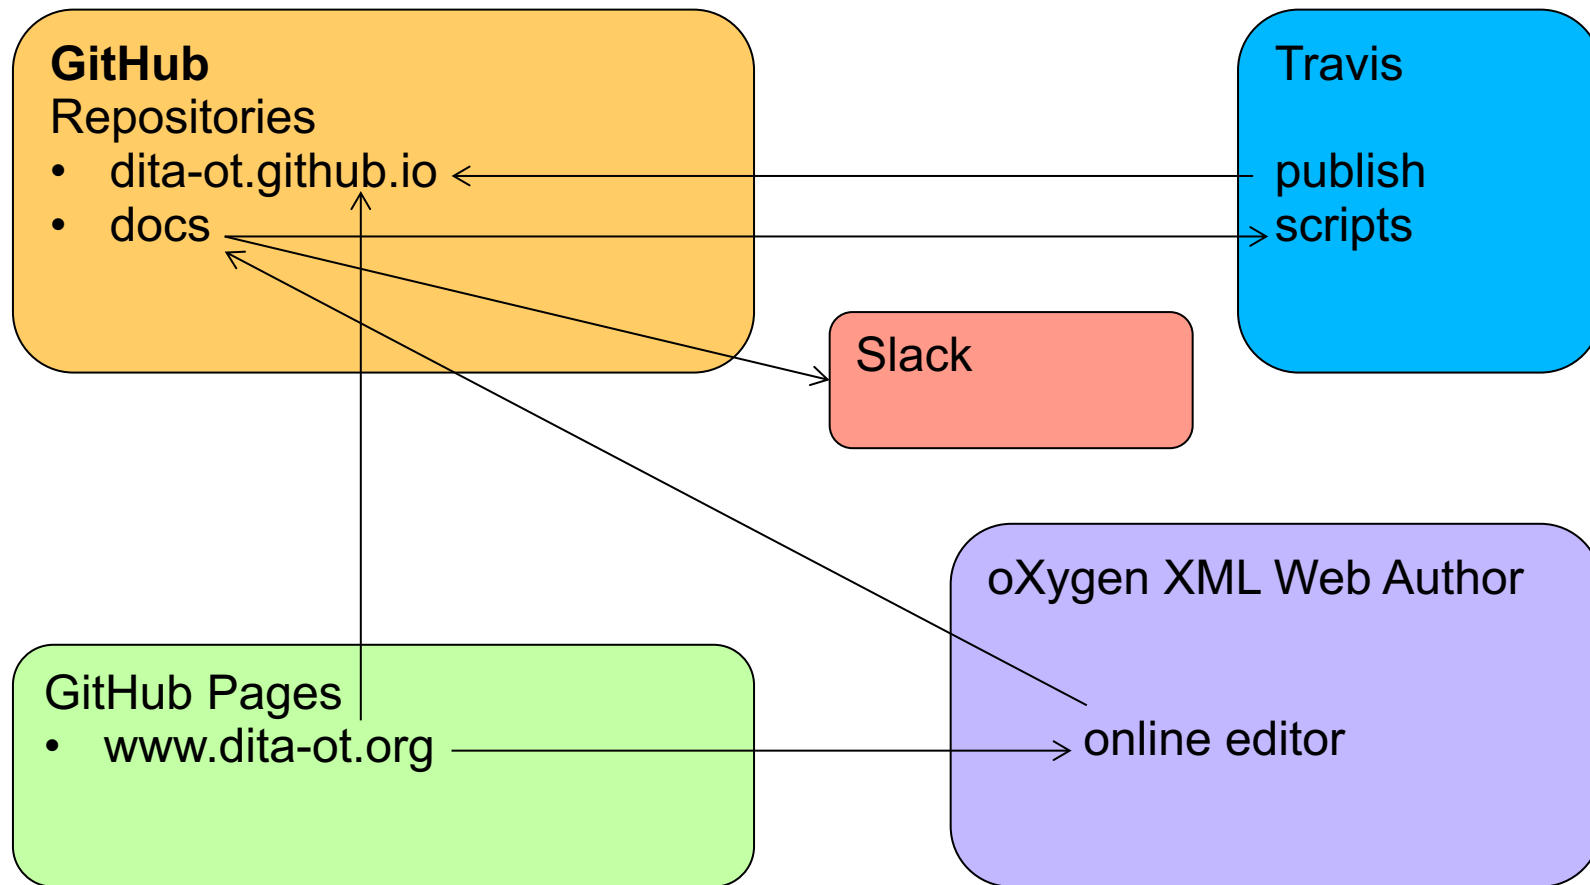 GitHub
Repositories
• dita-ot.github.io
• docs
Travis
publish
scripts
Slack
oXygen XML Web Author
online editor
GitHub Pages
• www.dita-ot.org